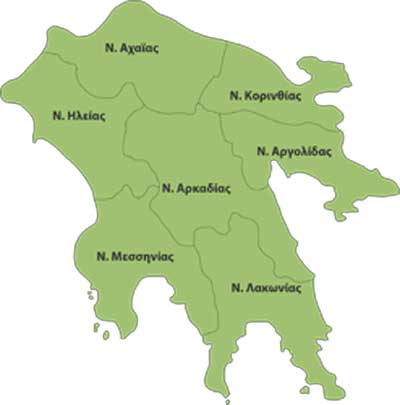 Ν. Αχαΐας
Ν. Κορινθίας
Ν. Ηλείας
Ν. Αργολίδας
Ν. Αρκαδίας
Ν. Μεσσηνίας
Ν. Λακωνίας